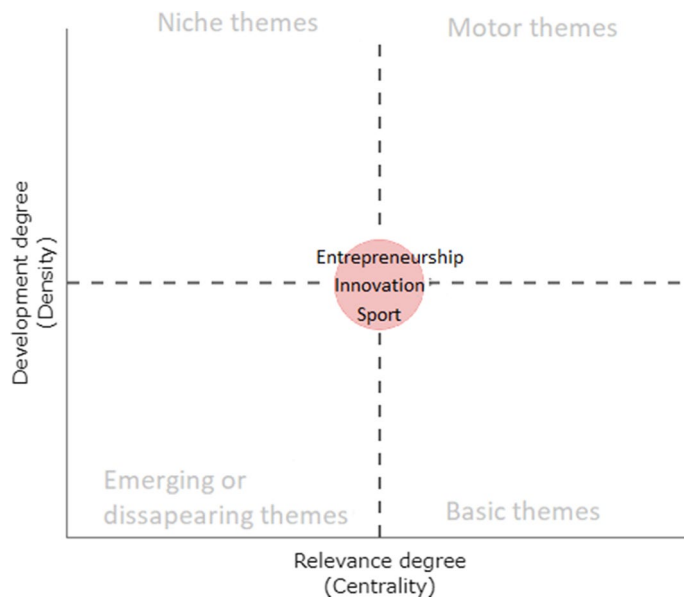 Niche themes
Motor themes
Development degree
(Density)
Entrepreneurship
Innovation
Sport
Emerging or
dissapearing themes
Basic themes
Relevance degree
(Centrality)